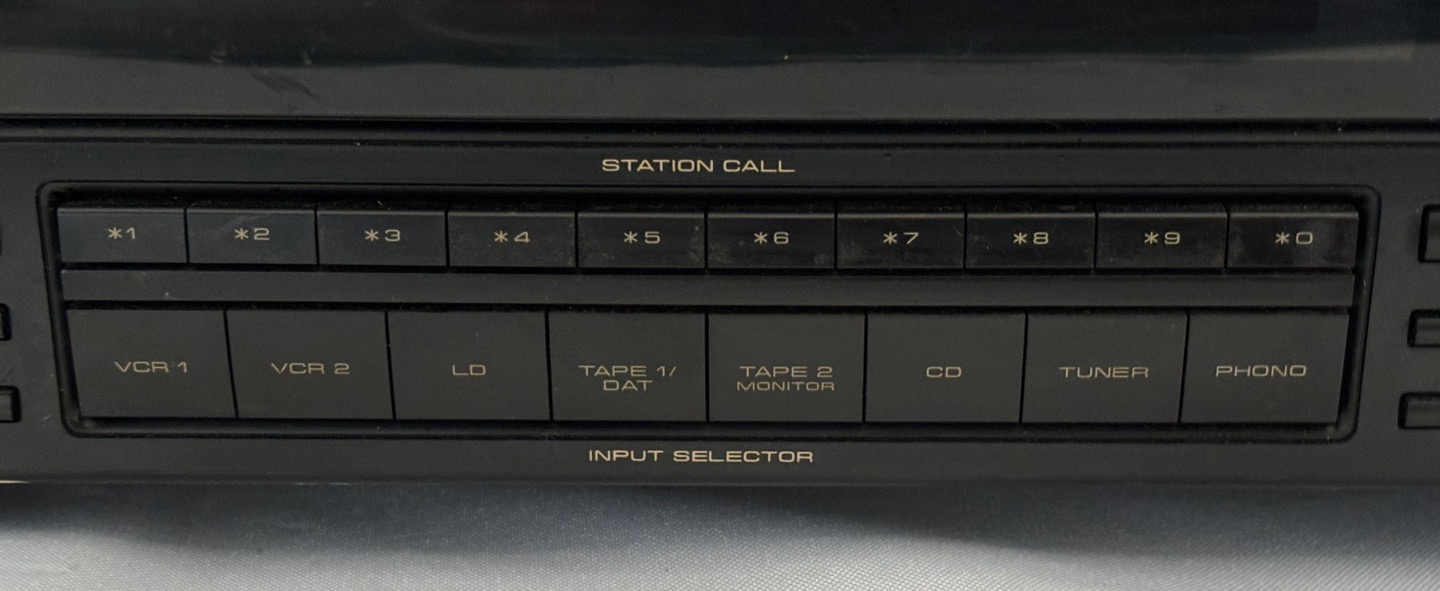 STATION CALL
*1 *2 *3 *4 *5 *6 *7 *8 *9 *0
VCR 1 VCR 2 LD TAPE 1/ DAT TAPE 2 MONITOR CD TUNER PHONO
INPUT SELECTOR